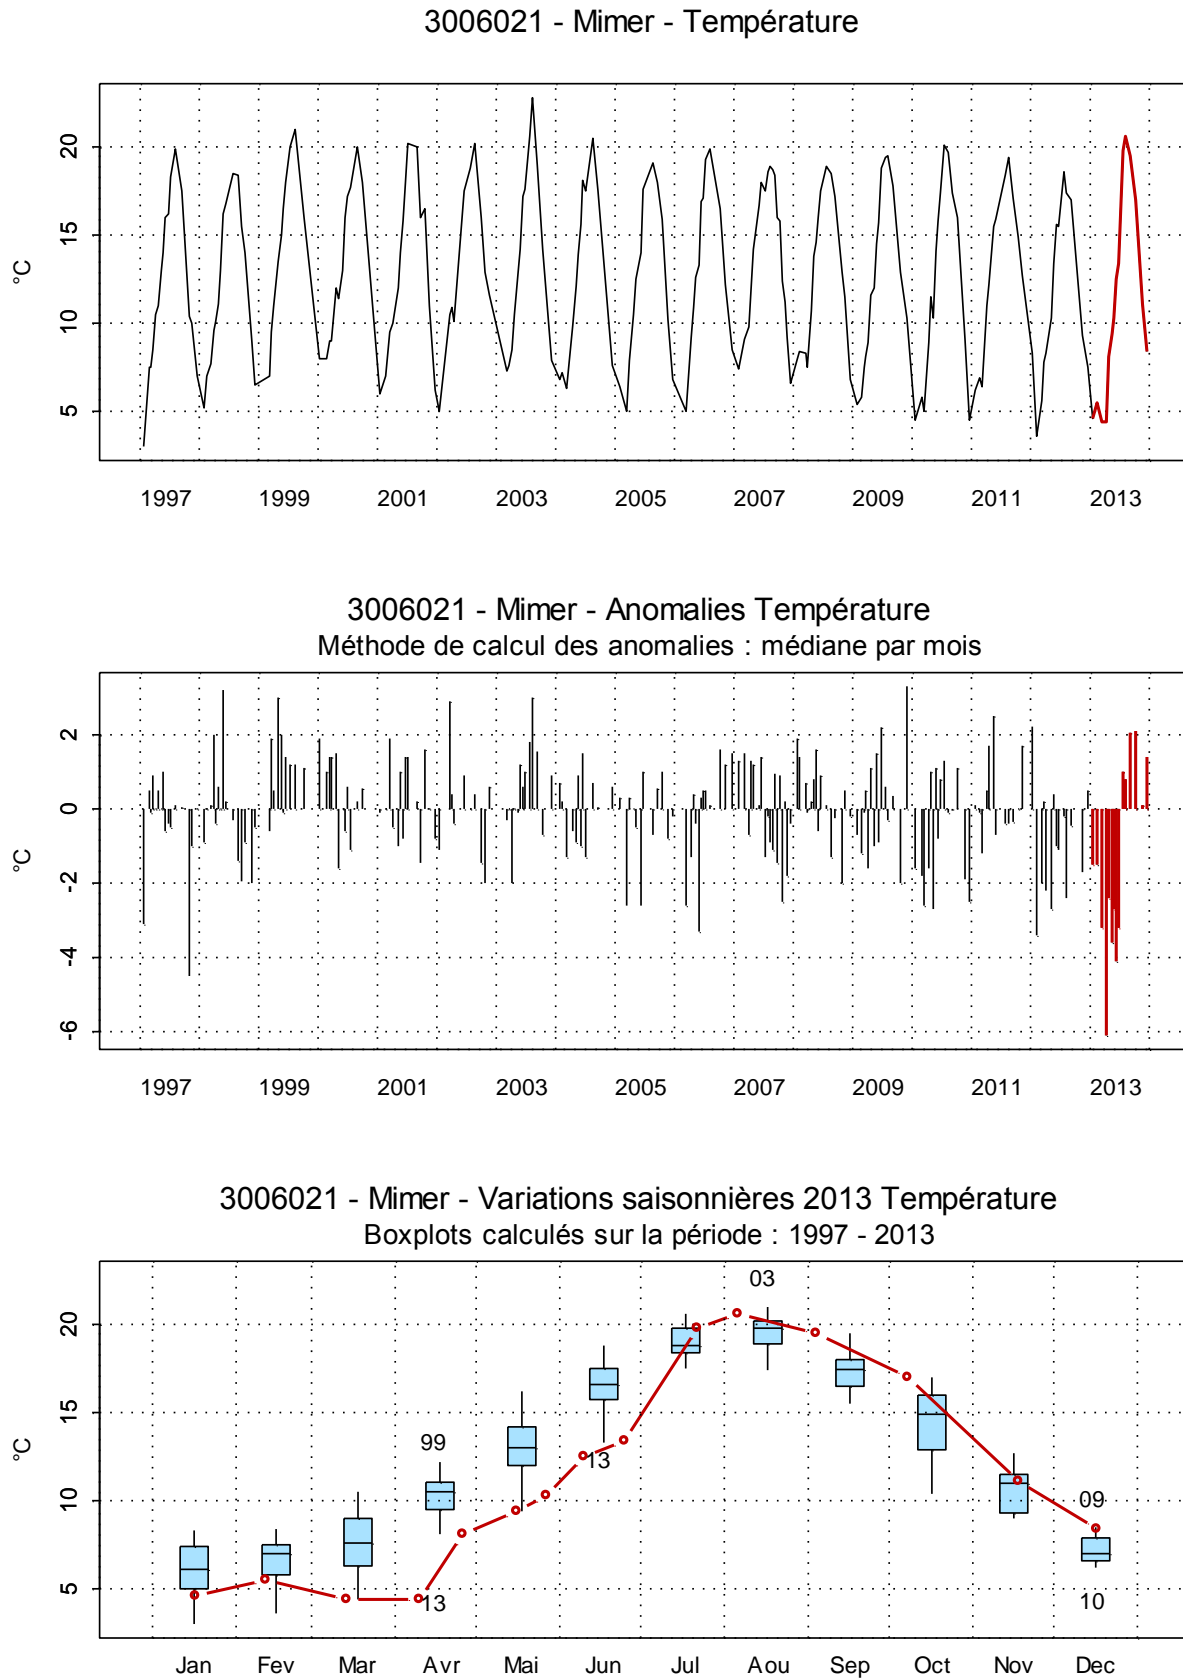 3006021 - Mimer - Température
°C
20
15
10
5
1997 1999 2001 2003 2005 2007 2009 2011 2013
3006021 - Mimer - Anomalies Température
Méthode de calcul des anomalies : médiane par mois
°C
2
0
-2
-4
-6
1997 1999 2001 2003 2005 2007 2009 2011 2013
3006021 - Mimer - Variations saisonnières 2013 Température
Boxplots calculés sur la période : 1997 - 2013
°C
20
15
10
5
03
99
13
09
13
10
Jan Fev Mar Avr Mai Jun Jul Aou Sep Oct Nov Dec